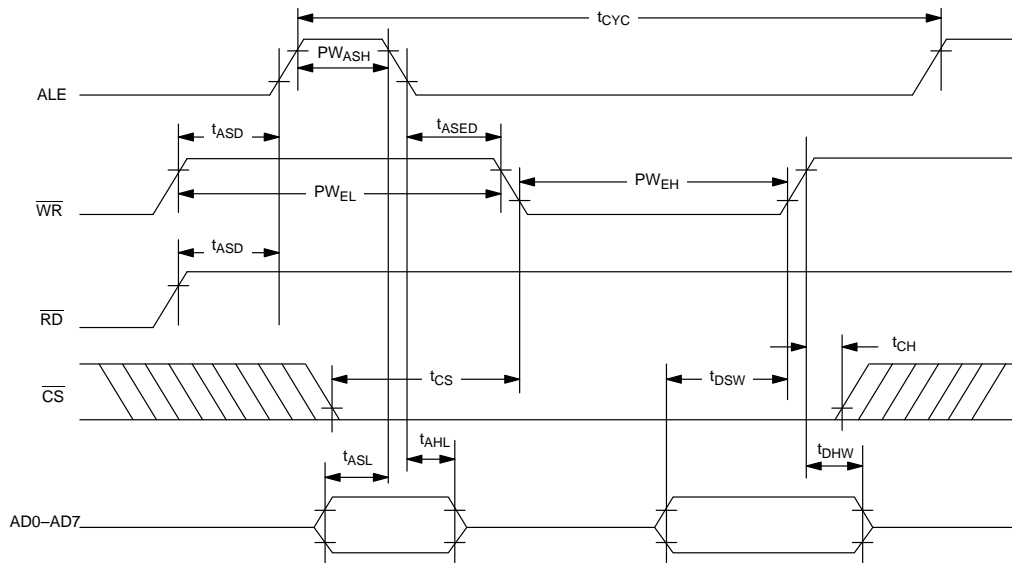 tCYC
PWASH
ALE
tASD
tASED
PWEL
PWEH
WR
tASD
RD
tCH
tCS
tDSW
CS
tAHL
tASL
tDHW
AD0–AD7